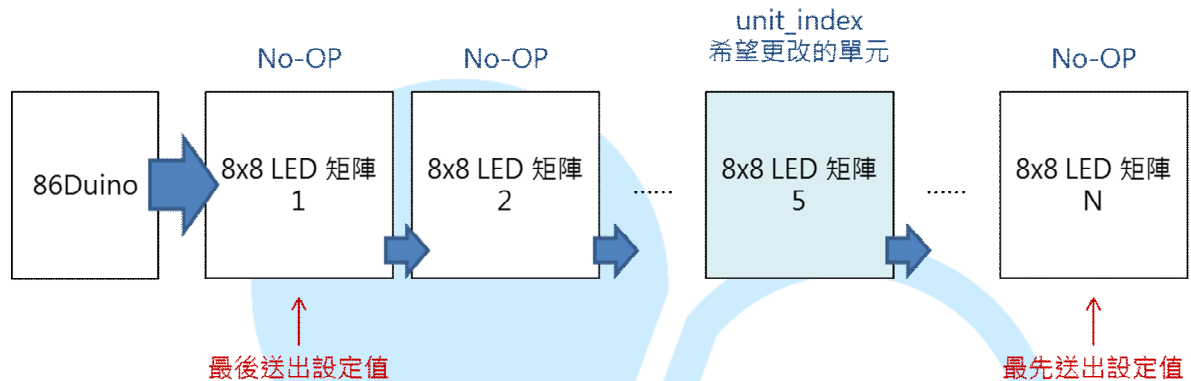 unit_index
No-OP
No-OP
希望更改的單元
No-OP
86Duino
8x8 LED 矩陣
1
8x8 LED 矩陣
2
......
8x8 LED 矩陣
5
......
8x8 LED 矩陣
N
最後送出設定值
最先送出設定值